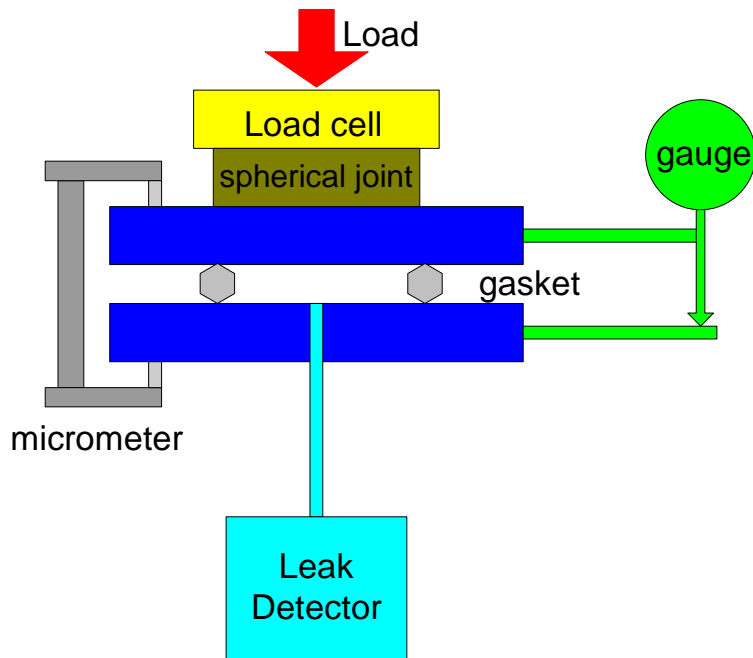 Load
Load cell
spherical joint
gauge
gasket
micrometer
Leak
Detector